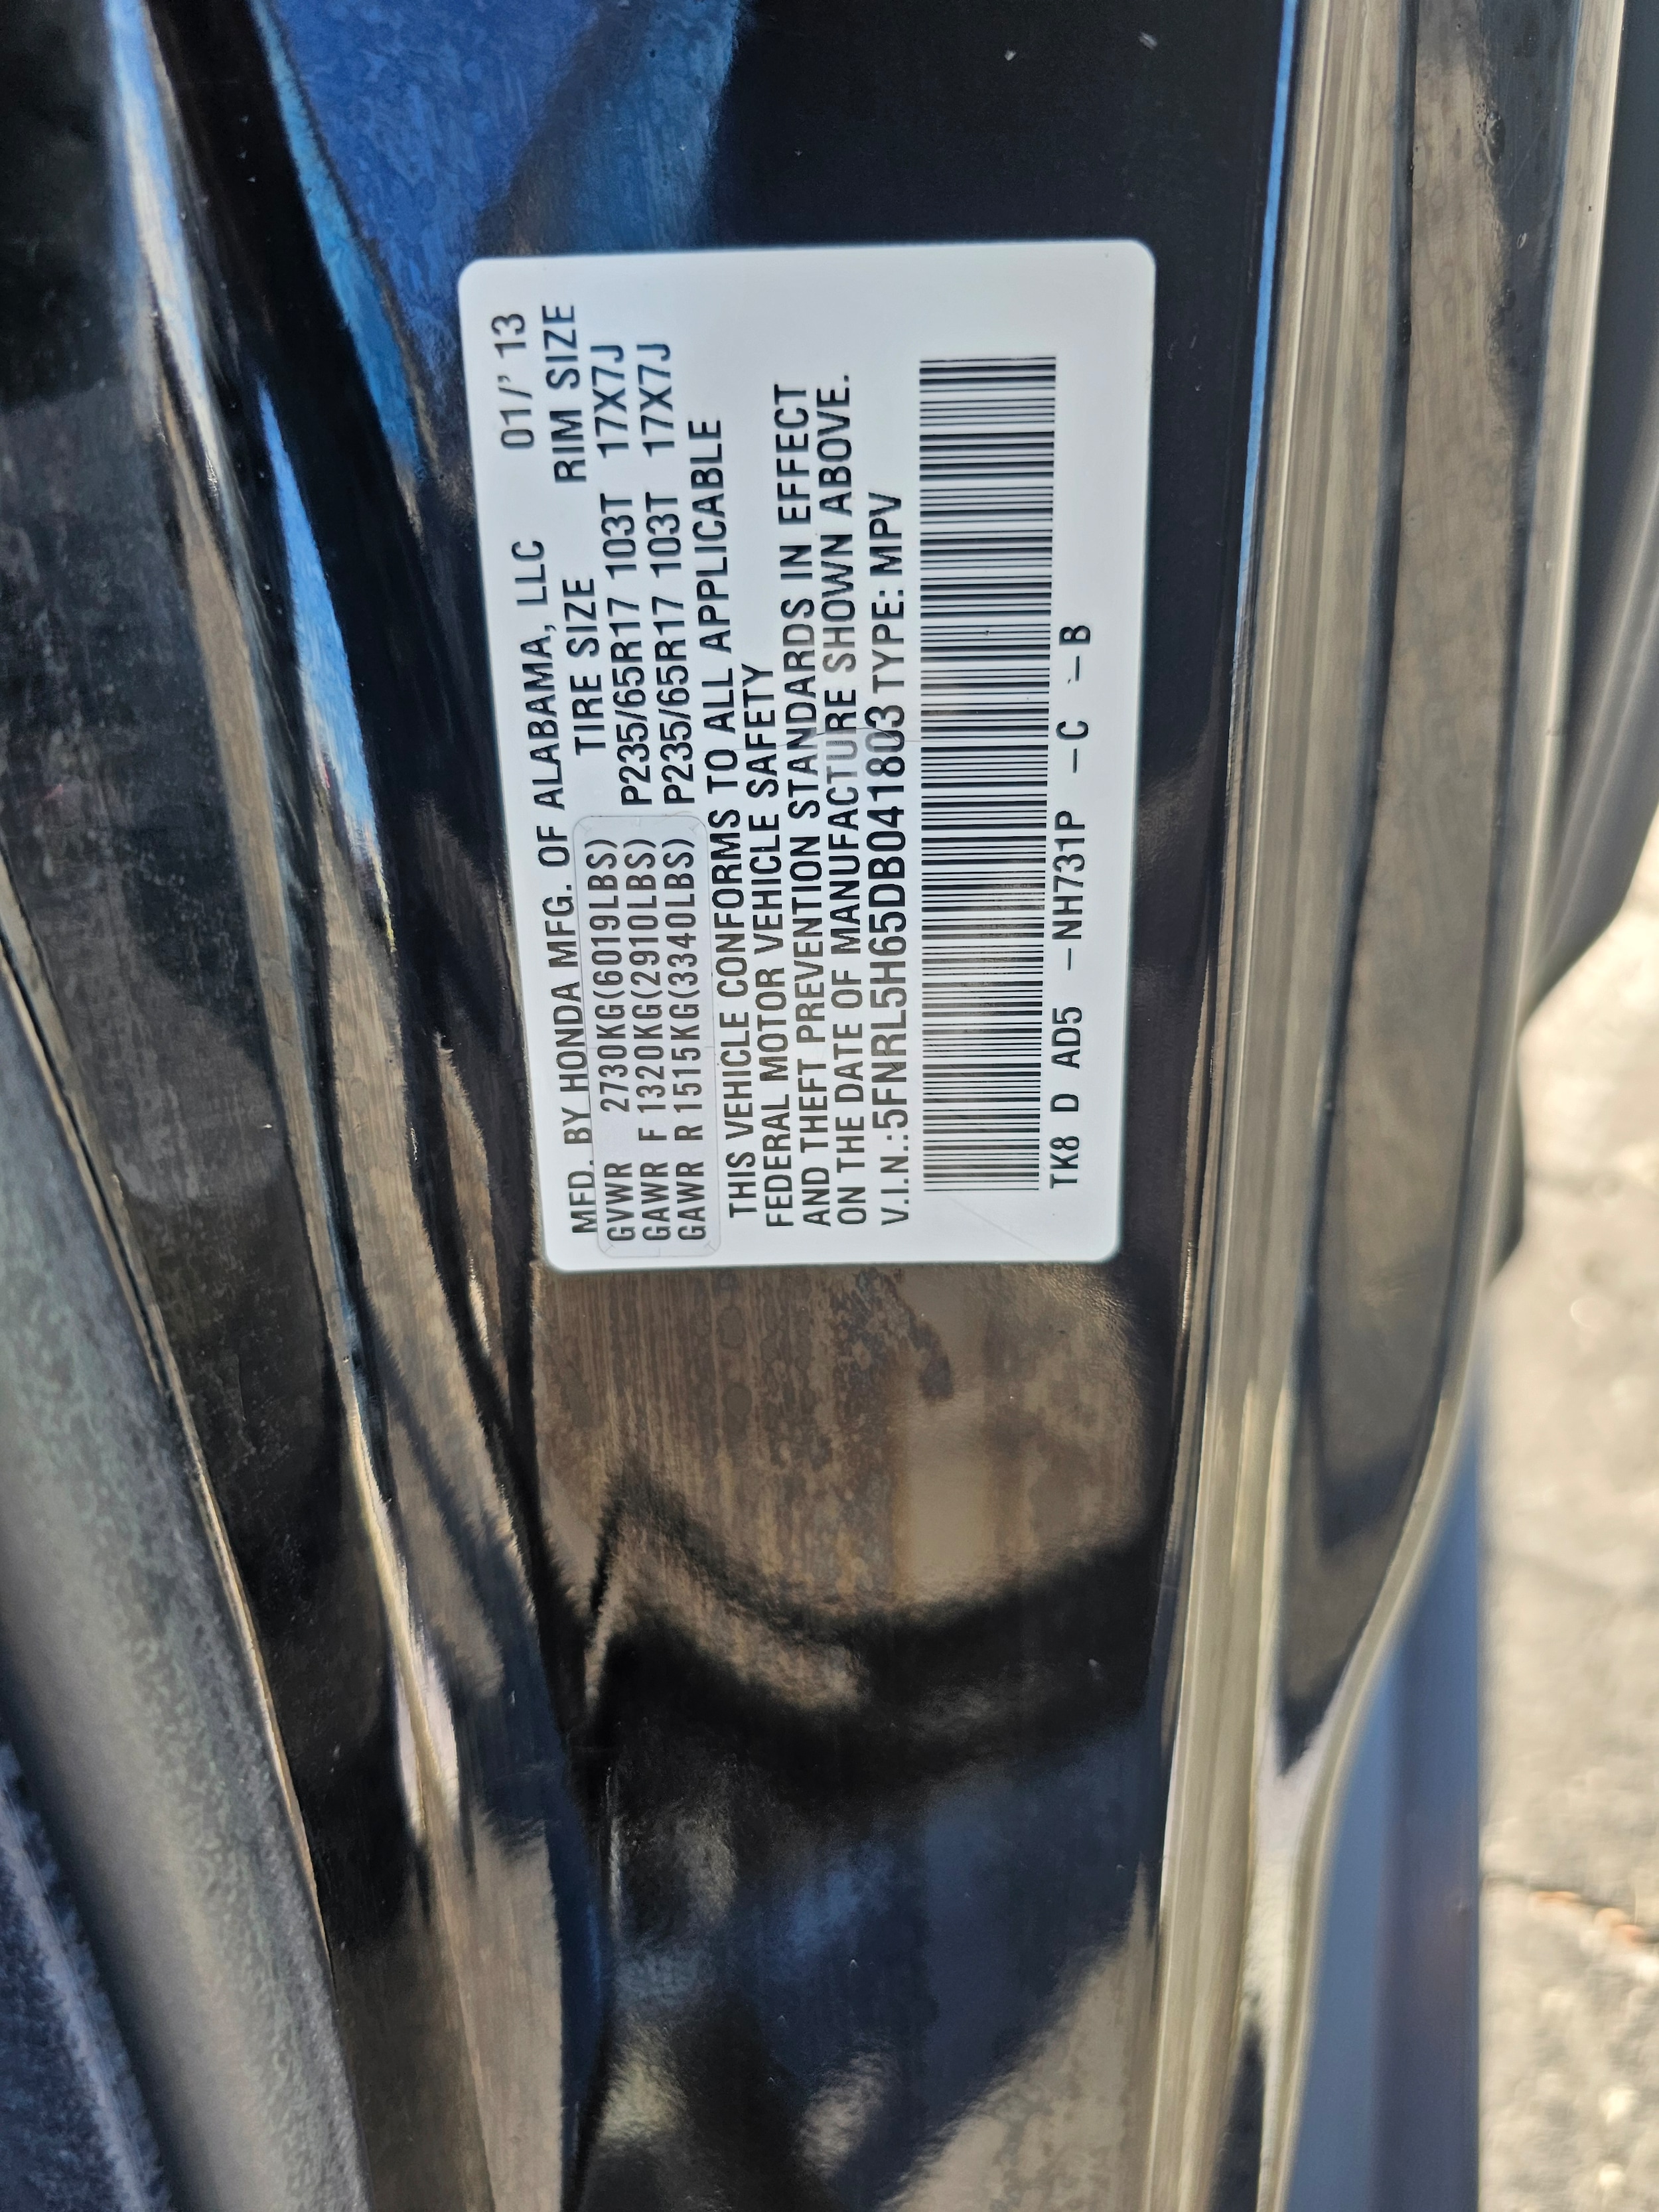 MFD. BY HONDA MFG. OF ALABAMA, LLC 01/' 13
TIRE SIZE RIM SIZE
GVWR 2730KG(6019LBS)
GAWR F 1320KG(2910LBS) P235/65R17 103T 17X7J
GAWR R 1515KG(3340LBS) P235/65R17 103T 17X7J
THIS VEHICLE CONFORMS TO ALL APPLICABLE
FEDERAL MOTOR VEHICLE SAFETY
AND THEFT PREVENTION STANDARDS IN EFFECT
ON THE DATE OF MANUFACTURE SHOWN ABOVE.
V.I.N.:5FNRL5H65DB041803 TYPE: MPV
TK8 D AD5 -NH731P -C -B